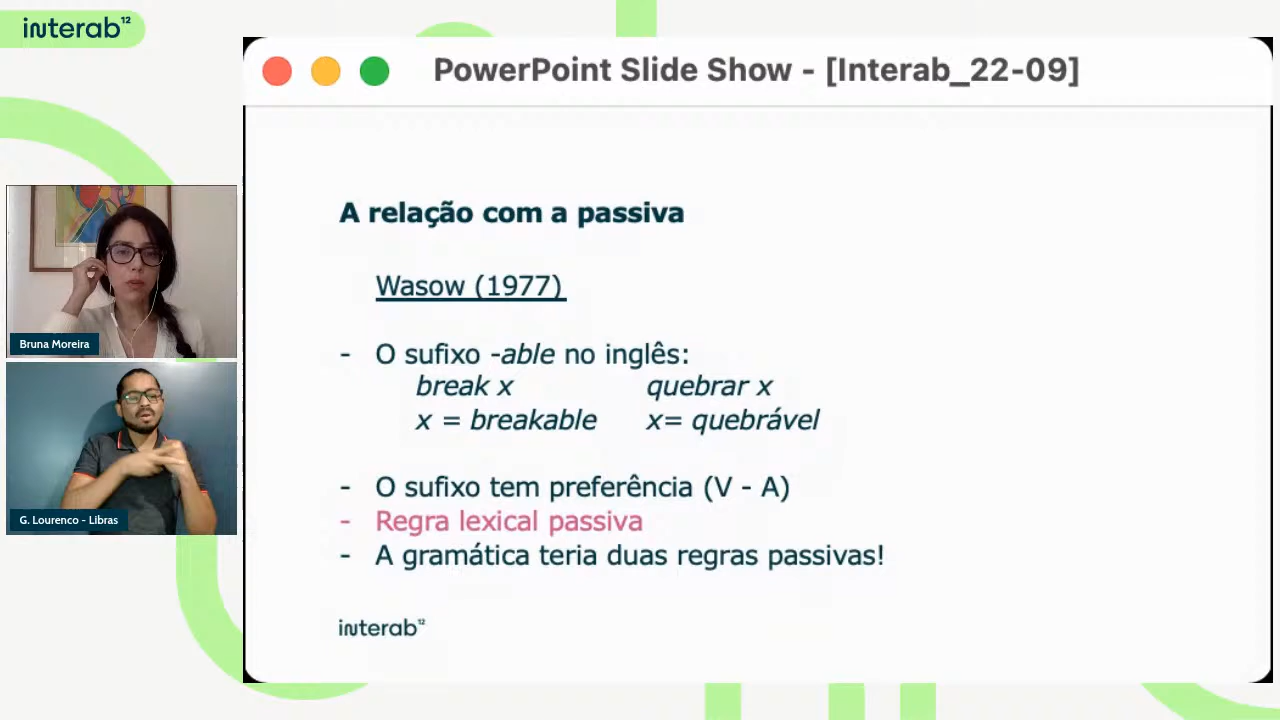 interab¹²
PowerPoint Slide Show - [Interab_22-09]
A relação com a passiva
Wasow (1977)
- O sufixo -able no inglês:
break x quebrar x
x = breakable x= quebrável
- O sufixo tem preferência (V - A)
- Regra lexical passiva
- A gramática teria duas regras passivas!
interab¹²
Bruna Moreira
G. Lourenco - Libras